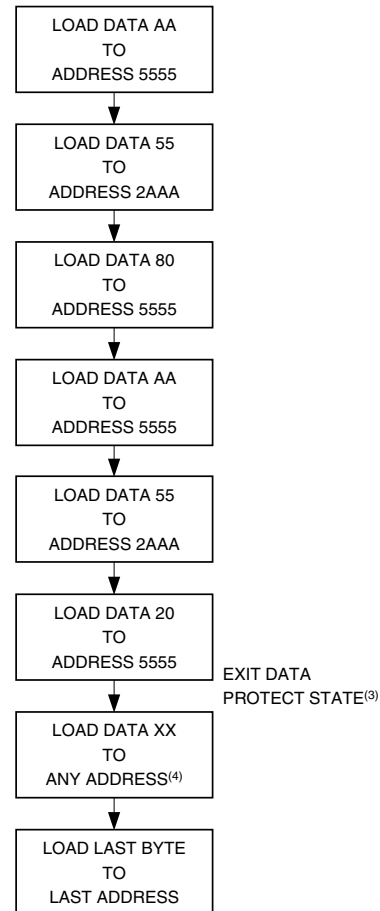 LOAD DATA AA
TO
ADDRESS 5555
LOAD DATA 55
TO
ADDRESS 2AAA
LOAD DATA 80
TO
ADDRESS 5555
LOAD DATA AA
TO
ADDRESS 5555
LOAD DATA 55
TO
ADDRESS 2AAA
LOAD DATA 20
TO
ADDRESS 5555
EXIT DATA
PROTECT STATE(3)
LOAD DATA XX
TO
ANY ADDRESS(4)
LOAD LAST BYTE
TO
LAST ADDRESS